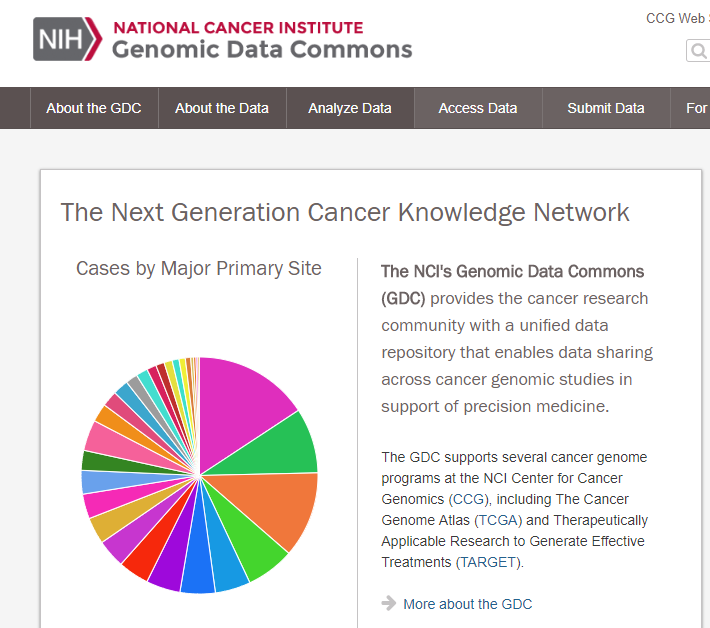 CCG Web
NIH
NATIONAL CANCER INSTITUTE
Genomic Data Commons
About the GDC
About the Data
Analyze Data
Access Data
Submit Data
For
The Next Generation Cancer Knowledge Network
Cases by Major Primary Site
The NCI's Genomic Data Commons
(GDC) provides the cancer research
community with a unified data
repository that enables data sharing
across cancer genomic studies in
support of precision medicine.
The GDC supports several cancer genome
programs at the NCI Center for Cancer
Genomics (CCG), including The Cancer
Genome Atlas (TCGA) and Therapeutically
Applicable Research to Generate Effective
Treatments (TARGET).
More about the GDC